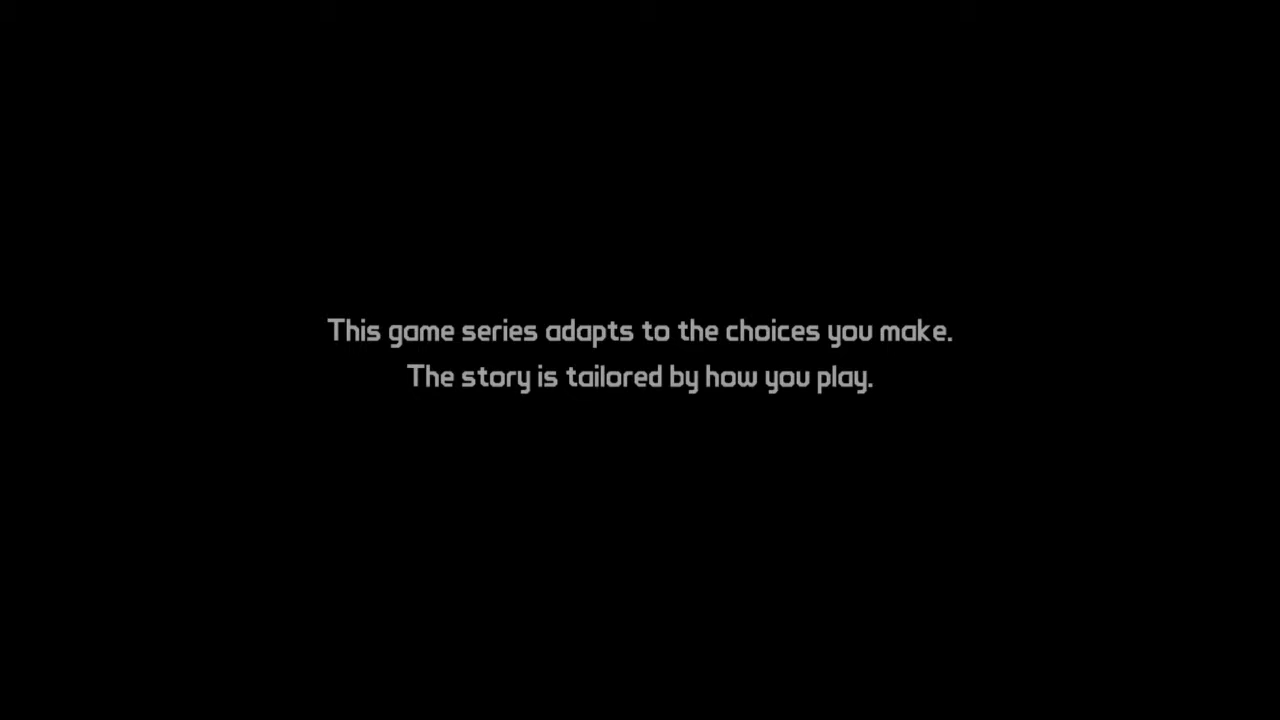 This game series adapts to the choices you make.
The story is tailored by how you play.